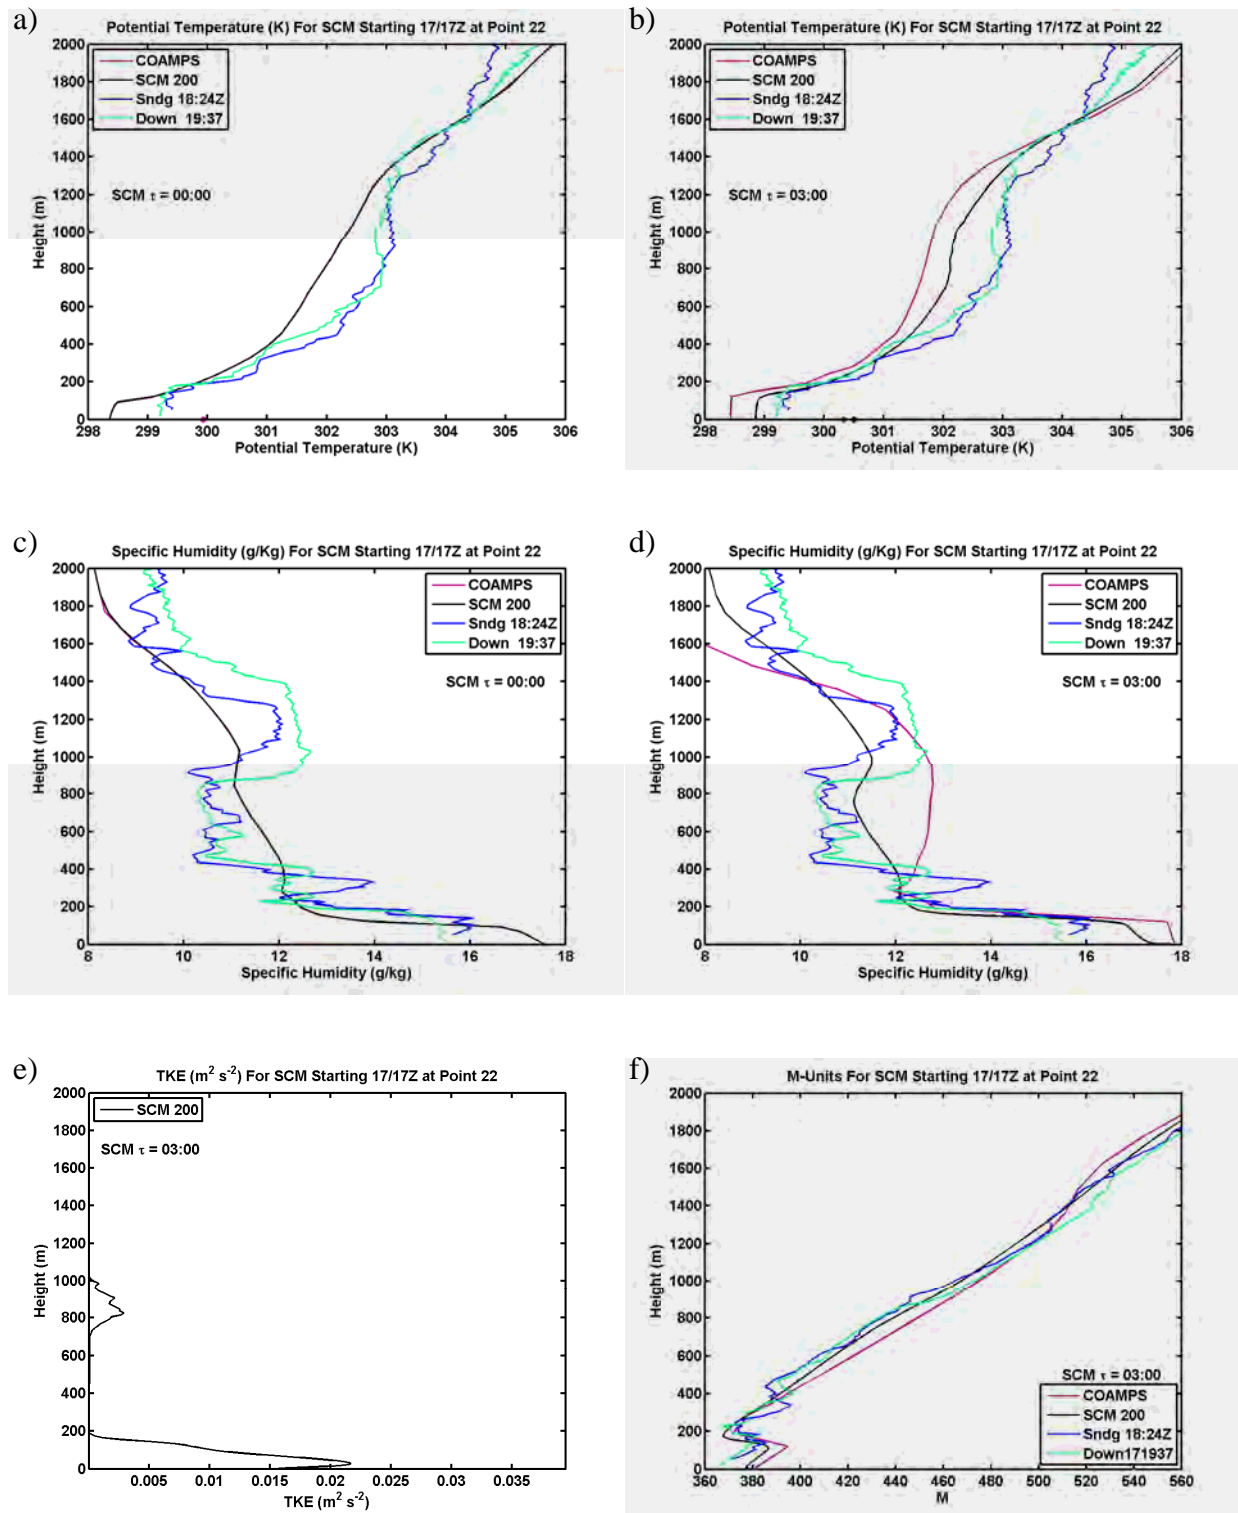 a)
Potential Temperature (K) For SCM Starting 17/17Z at Point 22
2000
1800
1600
1400
1200
1000
800
600
400
200
0
Height (m)
COAMPS
SCM 200
Sndg 18:24Z
Down 19:37
SCM τ = 00:00
298 299 300 301 302 303 304 305 306
Potential Temperature (K)
b)
Potential Temperature (K) For SCM Starting 17/17Z at Point 22
2000
1800
1600
1400
1200
1000
800
600
400
200
0
Height (m)
COAMPS
SCM 200
Sndg 18:24Z
Down 19:37
SCM τ = 03:00
298 299 300 301 302 303 304 305 306
Potential Temperature (K)
c)
Specific Humidity (g/Kg) For SCM Starting 17/17Z at Point 22
2000
1800
1600
1400
1200
1000
800
600
400
200
0
Height (m)
COAMPS
SCM 200
Sndg 18:24Z
Down 19:37
SCM τ = 00:00
8 10 12 14 16 18
Specific Humidity (g/kg)
d)
Specific Humidity (g/Kg) For SCM Starting 17/17Z at Point 22
2000
1800
1600
1400
1200
1000
800
600
400
200
0
Height (m)
COAMPS
SCM 200
Sndg 18:24Z
Down 19:37
SCM τ = 03:00
8 10 12 14 16 18
Specific Humidity (g/kg)
e)
TKE (m² s⁻²) For SCM Starting 17/17Z at Point 22
2000
1800
1600
1400
1200
1000
800
600
400
200
0
Height (m)
SCM 200
SCM τ = 03:00
0.005 0.01 0.015 0.02 0.025 0.03 0.035
TKE (m² s⁻²)
f)
M-Units For SCM Starting 17/17Z at Point 22
2000
1800
1600
1400
1200
1000
800
600
400
200
0
Height (m)
SCM τ = 03:00
COAMPS
SCM 200
Sndg 18:24Z
Down171937
360 380 400 420 440 460 480 500 520 540 560
M